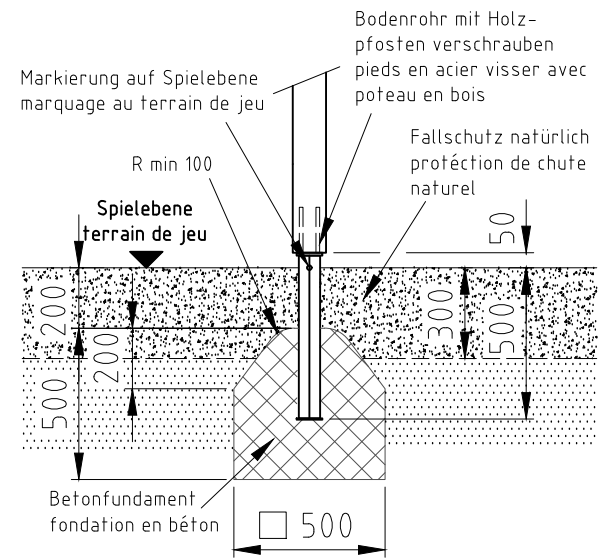 Bodenrohr mit Holz-
pfosten verschrauben
pieds en acier visser avec
poteau en bois
Markierung auf Spielebene
marquage au terrain de jeu
Fallschutz natürlich
protéction de chute
naturel
R min 100
Spielebene
terrain de jeu
50
200
200
300
500
500
Betonfundament
fondation en béton
□ 500